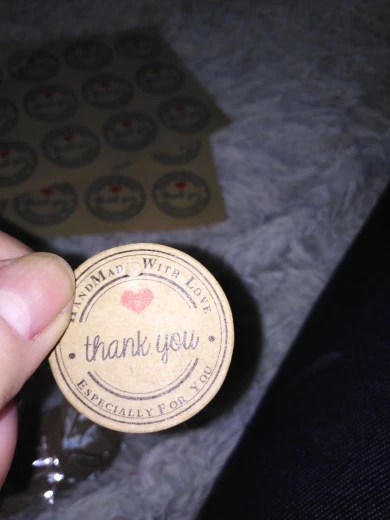 HandMade With Love
thank you
Especially For You